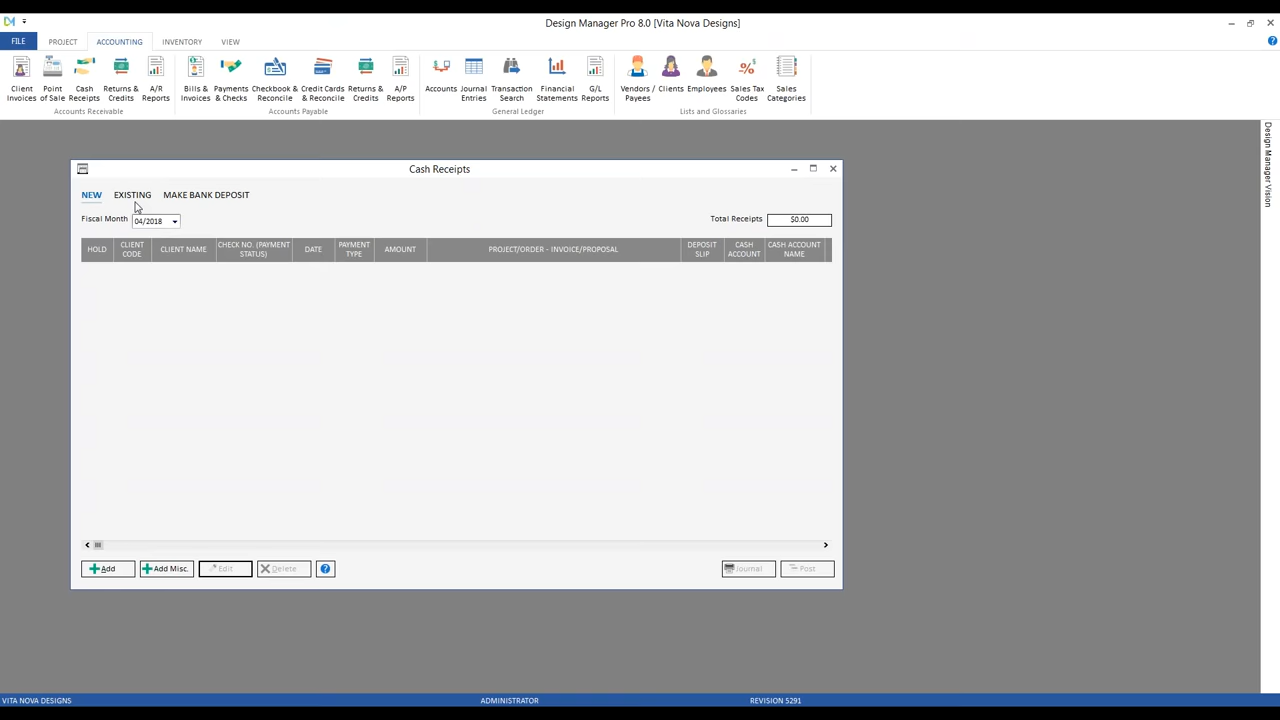 Design Manager Pro 8.0 [Vita Nova Designs]
FILE PROJECT ACCOUNTING INVENTORY VIEW
Client Invoices
Point of Sale
Cash Receipts
Returns & Credits
A/R Reports
Bills & Invoices
Payments & Checks
Checkbook & Reconcile
Credit Cards & Reconcile
Returns & Credits
A/P Reports
Accounts
Journal Entries
Transaction Search
Financial Statements
G/L Reports
Vendors / Payees
Clients
Employees
Sales Tax Codes
Sales Categories
Accounts Receivable
Accounts Payable
General Ledger
Lists and Glossaries
Design Manager Vision
Cash Receipts
NEW EXISTING MAKE BANK DEPOSIT
Fiscal Month 04/2018
Total Receipts $0.00
HOLD
CLIENT CODE
CLIENT NAME
CHECK NO. (PAYMENT STATUS)
DATE
PAYMENT TYPE
AMOUNT
PROJECT/ORDER - INVOICE/PROPOSAL
DEPOSIT SLIP
CASH ACCOUNT
CASH ACCOUNT NAME
Add
Add Misc.
Edit
Delete
?
Journal
Post
VITA NOVA DESIGNS
ADMINISTRATOR
REVISION 5291